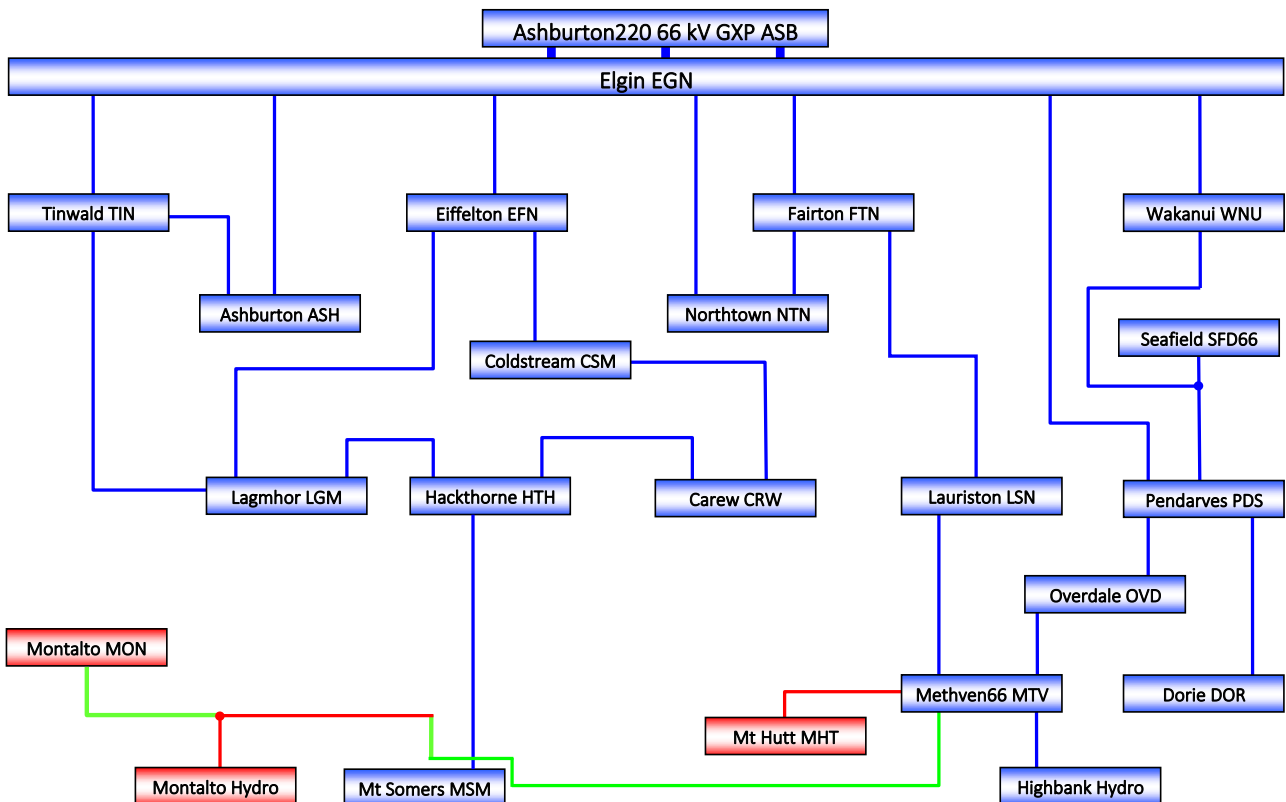 Ashburton220 66 kV GXP ASB
Elgin EGN
Tinwald TIN
Eiffelton EFN
Fairton FTN
Wakanui WNU
Ashburton ASH
Northtown NTN
Seafield SFD66
Coldstream CSM
Lagmhor LGM
Hackthorne HTH
Carew CRW
Lauriston LSN
Pendarves PDS
Overdale OVD
Montalto MON
Methven66 MTV
Dorie DOR
Mt Hutt MHT
Montalto Hydro
Mt Somers MSM
Highbank Hydro